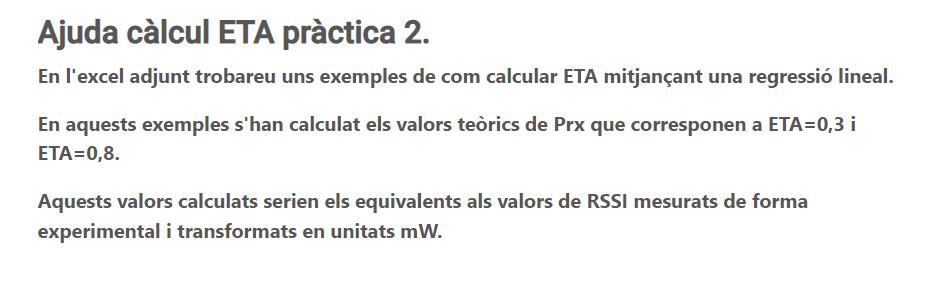 Ajuda càlcul ETA pràctica 2.
En l'excel adjunt trobareu uns exemples de com calcular ETA mitjançant una regressió lineal.
En aquests exemples s'han calculat els valors teòrics de Prx que corresponen a ETA=0,3 i
ETA=0,8.
Aquests valors calculats serien els equivalents als valors de RSSI mesurats de forma
experimental i transformats en unitats mW.